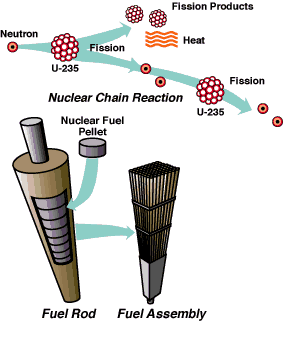 Fission Products
Neutron
Heat
Fission
U-235
Fission
U-235
Nuclear Chain Reaction
Nuclear Fuel
Pellet
Fuel Rod
Fuel Assembly